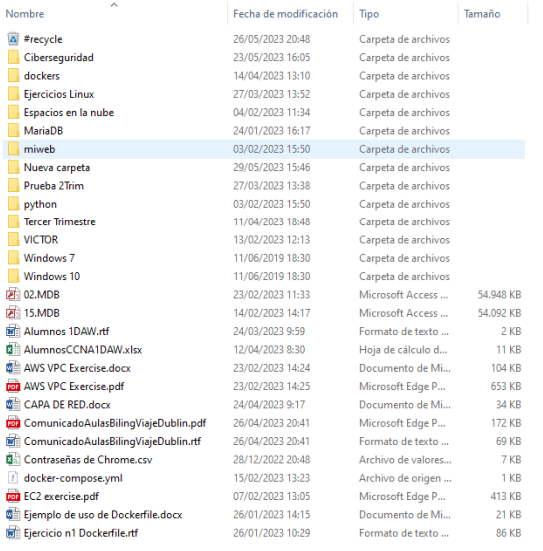 Nombre Fecha de modificación Tipo Tamaño
#recycle 26/05/2023 20:48 Carpeta de archivos
Ciberseguridad 23/05/2023 16:05 Carpeta de archivos
dockers 14/04/2023 13:10 Carpeta de archivos
Ejercicios Linux 27/03/2023 13:52 Carpeta de archivos
Espacios en la nube 04/02/2023 11:34 Carpeta de archivos
MariaDB 24/01/2023 16:17 Carpeta de archivos
miweb 03/02/2023 15:50 Carpeta de archivos
Nueva carpeta 29/05/2023 15:46 Carpeta de archivos
Prueba 2Trim 27/03/2023 13:38 Carpeta de archivos
python 03/02/2023 15:50 Carpeta de archivos
Tercer Trimestre 11/04/2023 18:48 Carpeta de archivos
VICTOR 13/02/2023 12:13 Carpeta de archivos
Windows 7 11/06/2019 18:30 Carpeta de archivos
Windows 10 11/06/2019 18:30 Carpeta de archivos
02.MDB 23/02/2023 11:33 Microsoft Access ... 54.948 KB
15.MDB 14/02/2023 14:17 Microsoft Access ... 54.092 KB
Alumnos 1DAW.rtf 24/03/2023 9:59 Formato de texto ... 2 KB
AlumnosCCNA1DAW.xlsx 12/04/2023 8:30 Hoja de cálculo d... 11 KB
AWS VPC Exercise.docx 23/02/2023 14:24 Documento de Mi... 104 KB
PDF AWS VPC Exercise.pdf 23/02/2023 14:25 Microsoft Edge P... 653 KB
CAPA DE RED.docx 24/04/2023 9:17 Documento de Mi... 34 KB
PDF ComunicadoAulasBilingViajeDublin.pdf 26/04/2023 20:41 Microsoft Edge P... 172 KB
ComunicadoAulasBilingViajeDublin.rtf 26/04/2023 20:41 Formato de texto ... 69 KB
Contraseñas de Chrome.csv 28/12/2022 20:48 Archivo de valores... 7 KB
docker-compose.yml 15/02/2023 13:23 Archivo de origen ... 1 KB
PDF EC2 exercise.pdf 07/02/2023 13:05 Microsoft Edge P... 413 KB
Ejemplo de uso de Dockerfile.docx 26/01/2023 14:15 Documento de Mi... 21 KB
Ejercicio n1 Dockerfile.rtf 26/01/2023 10:29 Formato de texto ... 86 KB